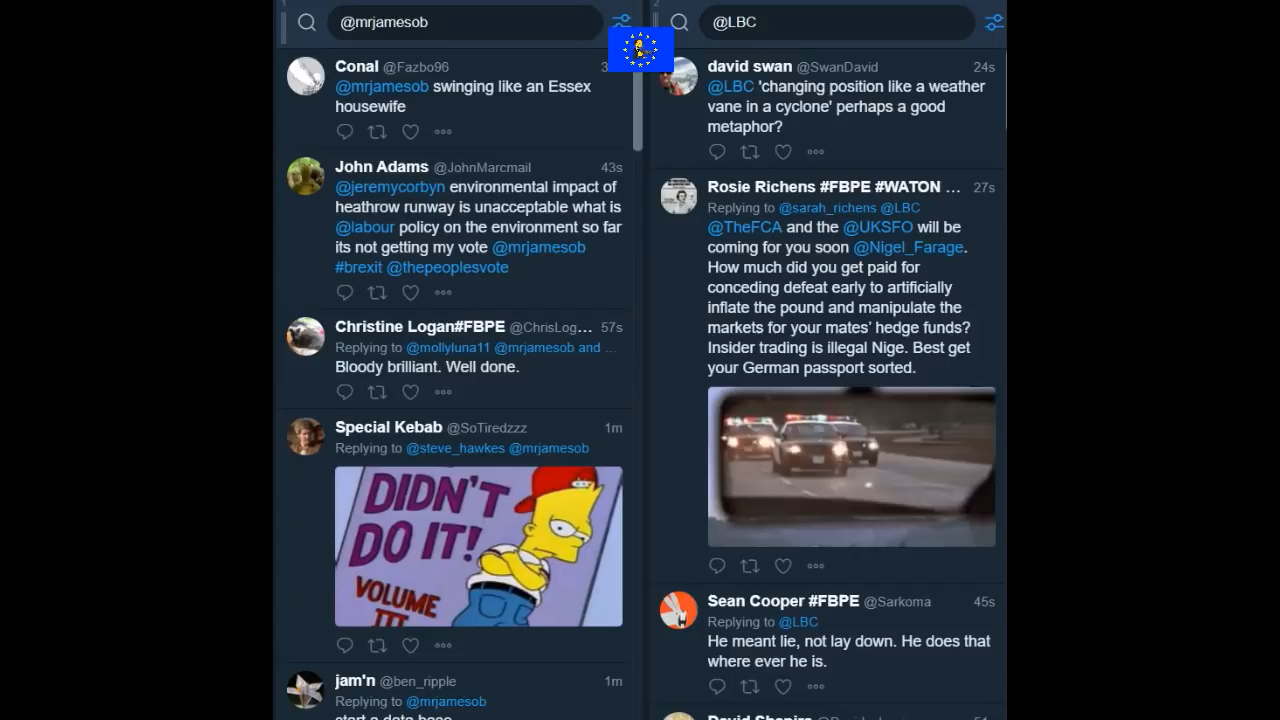 1
@mrjamesob
Conal @Fazbo96
@mrjamesob swinging like an Essex
housewife
John Adams @JohnMarcmail 43s
@jeremycorbyn environmental impact of
heathrow runway is unacceptable what is
@labour policy on the environment so far
its not getting my vote @mrjamesob
#brexit @thepeoplesvote
Christine Logan#FBPE @ChrisLog... 57s
Replying to @mollyluna11 @mrjamesob and ...
Bloody brilliant. Well done.
Special Kebab @SoTiredzzz 1m
Replying to @steve_hawkes @mrjamesob
DIDN'T
DO IT!
VOLUME
III
jam'n @ben_ripple 1m
Replying to @mrjamesob
start a data base
2
@LBC
david swan @SwanDavid 24s
@LBC 'changing position like a weather
vane in a cyclone' perhaps a good
metaphor?
Rosie Richens #FBPE #WATON ... 27s
Replying to @sarah_richens @LBC
@TheFCA and the @UKSFO will be
coming for you soon @Nigel_Farage.
How much did you get paid for
conceding defeat early to artificially
inflate the pound and manipulate the
markets for your mates' hedge funds?
Insider trading is illegal Nige. Best get
your German passport sorted.
Sean Cooper #FBPE @Sarkoma 45s
Replying to @LBC
He meant lie, not lay down. He does that
where ever he is.
David Shapiro